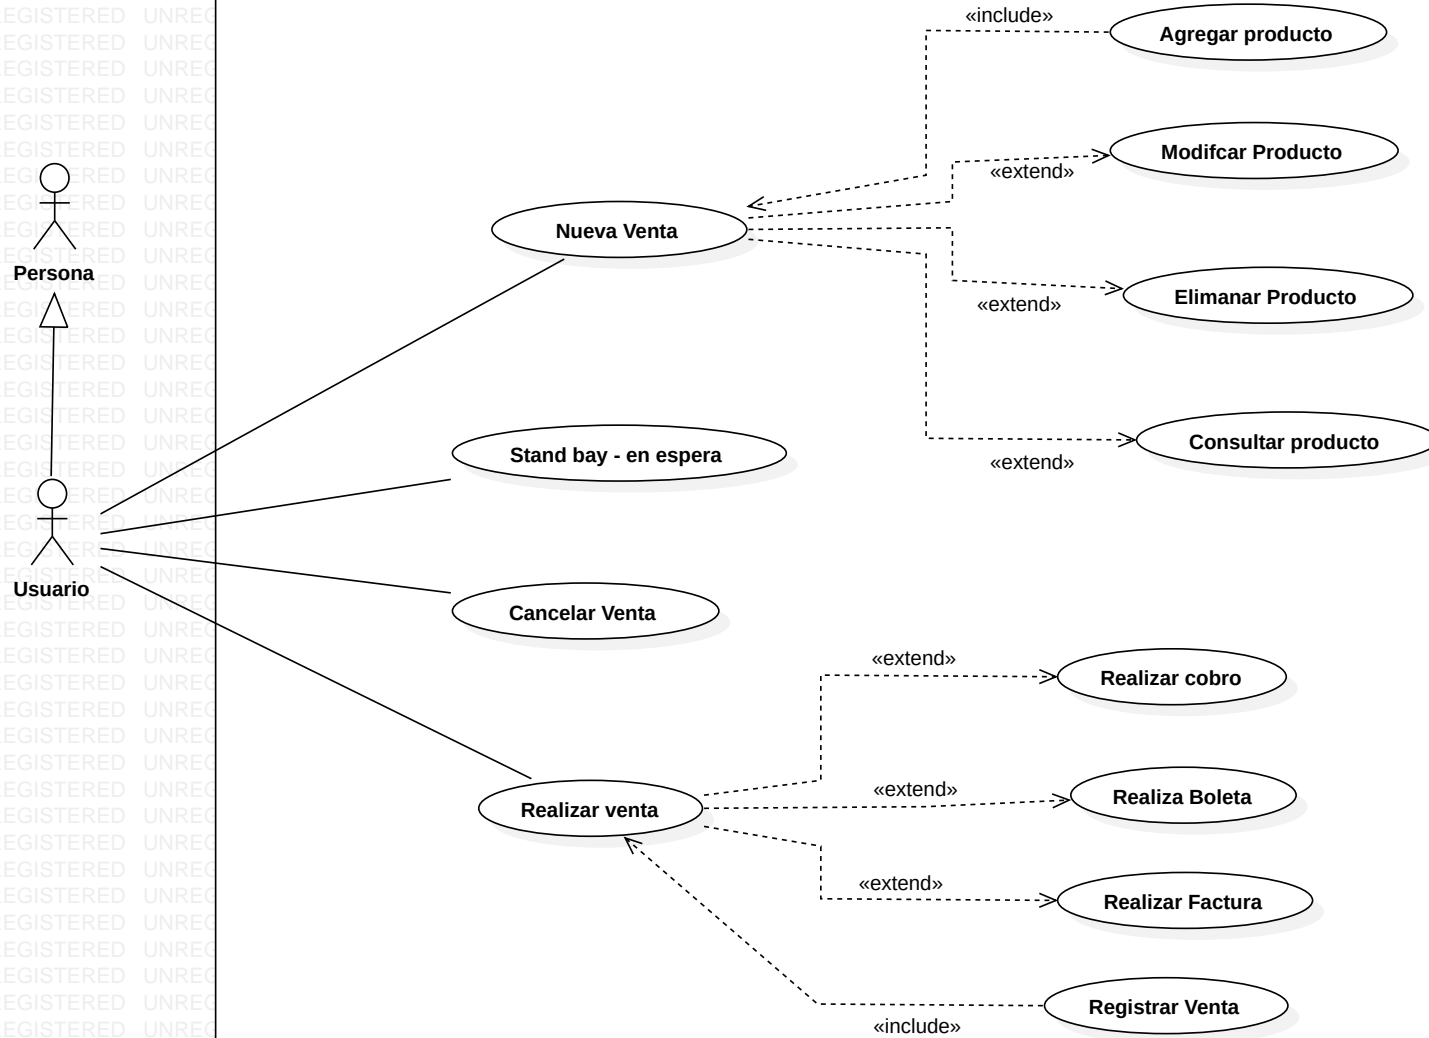 «include»
Agregar producto
Modifcar Producto
«extend»
Nueva Venta
Persona
Elimanar Producto
«extend»
Stand bay - en espera
Consultar producto
«extend»
Usuario
Cancelar Venta
«extend»
Realizar cobro
«extend»
Realiza Boleta
Realizar venta
«extend»
Realizar Factura
Registrar Venta
«include»